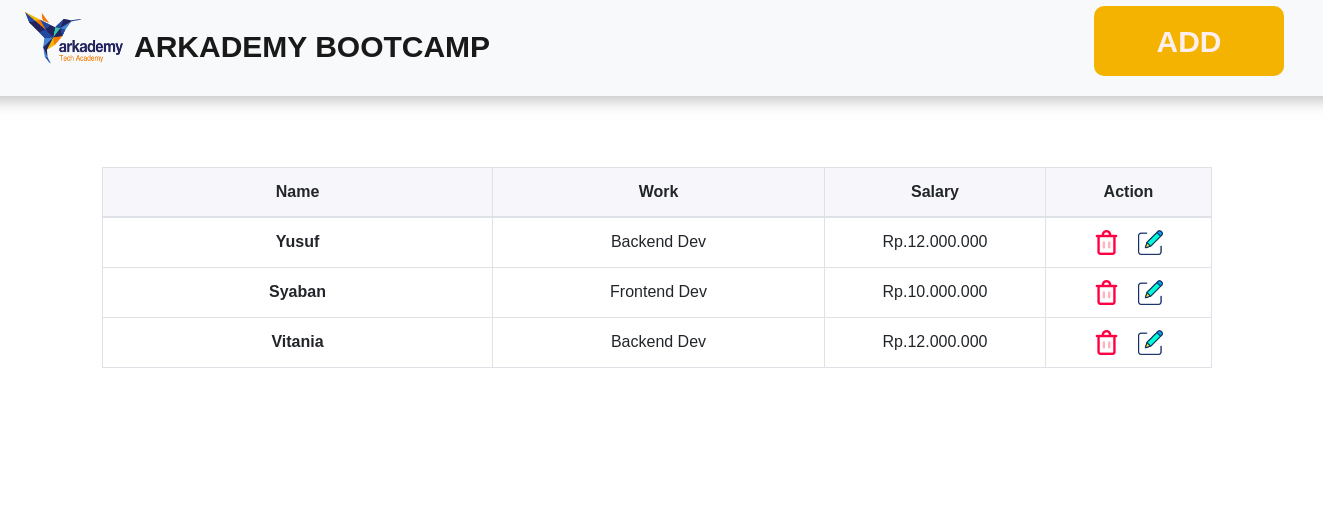 arkademy
Tech Academy
ARKADEMY BOOTCAMP
ADD
Name Work Salary Action
Yusuf Backend Dev Rp.12.000.000
Syaban Frontend Dev Rp.10.000.000
Vitania Backend Dev Rp.12.000.000